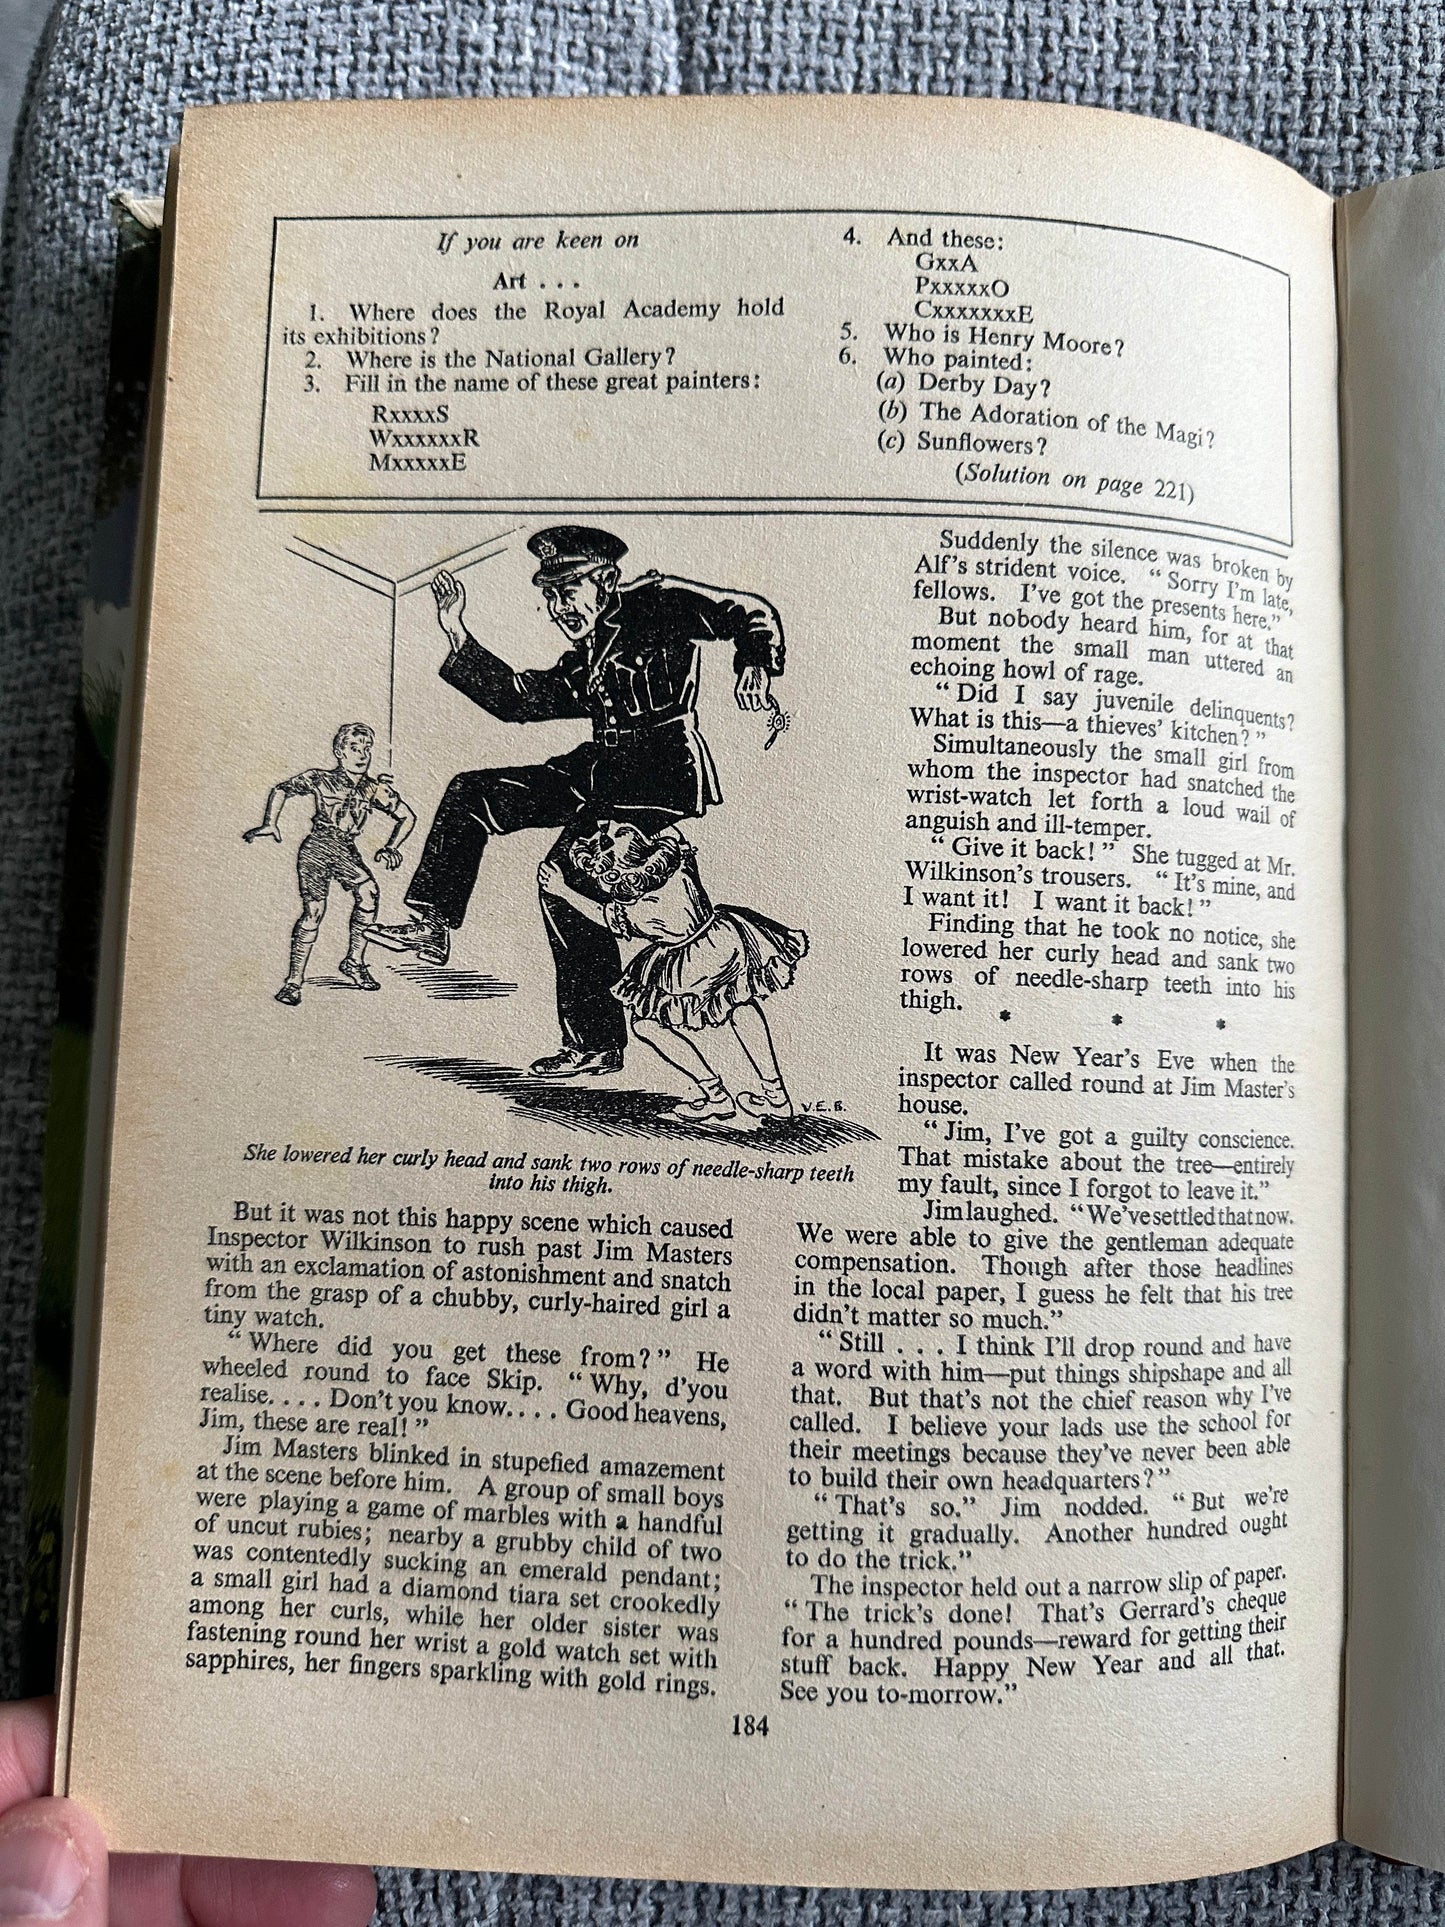 If you are keen on
Art . . .
1. Where does the Royal Academy hold
its exhibitions?
2. Where is the National Gallery?
3. Fill in the name of these great painters:
RxxxxS
WxxxxxxR
MxxxxxE
4. And these:
GxxA
PxxxxxO
CxxxxxxxE
5. Who is Henry Moore?
6. Who painted:
(a) Derby Day?
(b) The Adoration of the Magi?
(c) Sunflowers?
(Solution on page 221)
V.E.B.
She lowered her curly head and sank two rows of needle-sharp teeth
into his thigh.
But it was not this happy scene which caused
Inspector Wilkinson to rush past Jim Masters
with an exclamation of astonishment and snatch
from the grasp of a chubby, curly-haired girl a
tiny watch.
“Where did you get these from?” He
wheeled round to face Skip. “Why, d’you
realise. . . . Don’t you know. . . . Good heavens,
Jim, these are real!”
Jim Masters blinked in stupefied amazement
at the scene before him. A group of small boys
were playing a game of marbles with a handful
of uncut rubies; nearby a grubby child of two
was contentedly sucking an emerald pendant;
a small girl had a diamond tiara set crookedly
among her curls, while her older sister was
fastening round her wrist a gold watch set with
sapphires, her fingers sparkling with gold rings.
Suddenly the silence was broken by
Alf’s strident voice. “Sorry I’m late,
fellows. I’ve got the presents here.”
But nobody heard him, for at that
moment the small man uttered an
echoing howl of rage.
“Did I say juvenile delinquents?
What is this—a thieves’ kitchen?”
Simultaneously the small girl from
whom the inspector had snatched the
wrist-watch let forth a loud wail of
anguish and ill-temper.
“Give it back!” She tugged at Mr.
Wilkinson’s trousers. “It’s mine, and
I want it! I want it back!”
Finding that he took no notice, she
lowered her curly head and sank two
rows of needle-sharp teeth into his
thigh.
* * *
It was New Year’s Eve when the
inspector called round at Jim Master’s
house.
“Jim, I’ve got a guilty conscience.
That mistake about the tree—entirely
my fault, since I forgot to leave it.”
Jim laughed. “We’ve settled that now.
We were able to give the gentleman adequate
compensation. Though after those headlines
in the local paper, I guess he felt that his tree
didn’t matter so much.”
“Still . . . I think I’ll drop round and have
a word with him—put things shipshape and all
that. But that’s not the chief reason why I’ve
called. I believe your lads use the school for
their meetings because they’ve never been able
to build their own headquarters?”
“That’s so.” Jim nodded. “But we’re
getting it gradually. Another hundred ought
to do the trick.”
The inspector held out a narrow slip of paper.
“The trick’s done! That’s Gerrard’s cheque
for a hundred pounds—reward for getting their
stuff back. Happy New Year and all that.
See you to-morrow.”
184